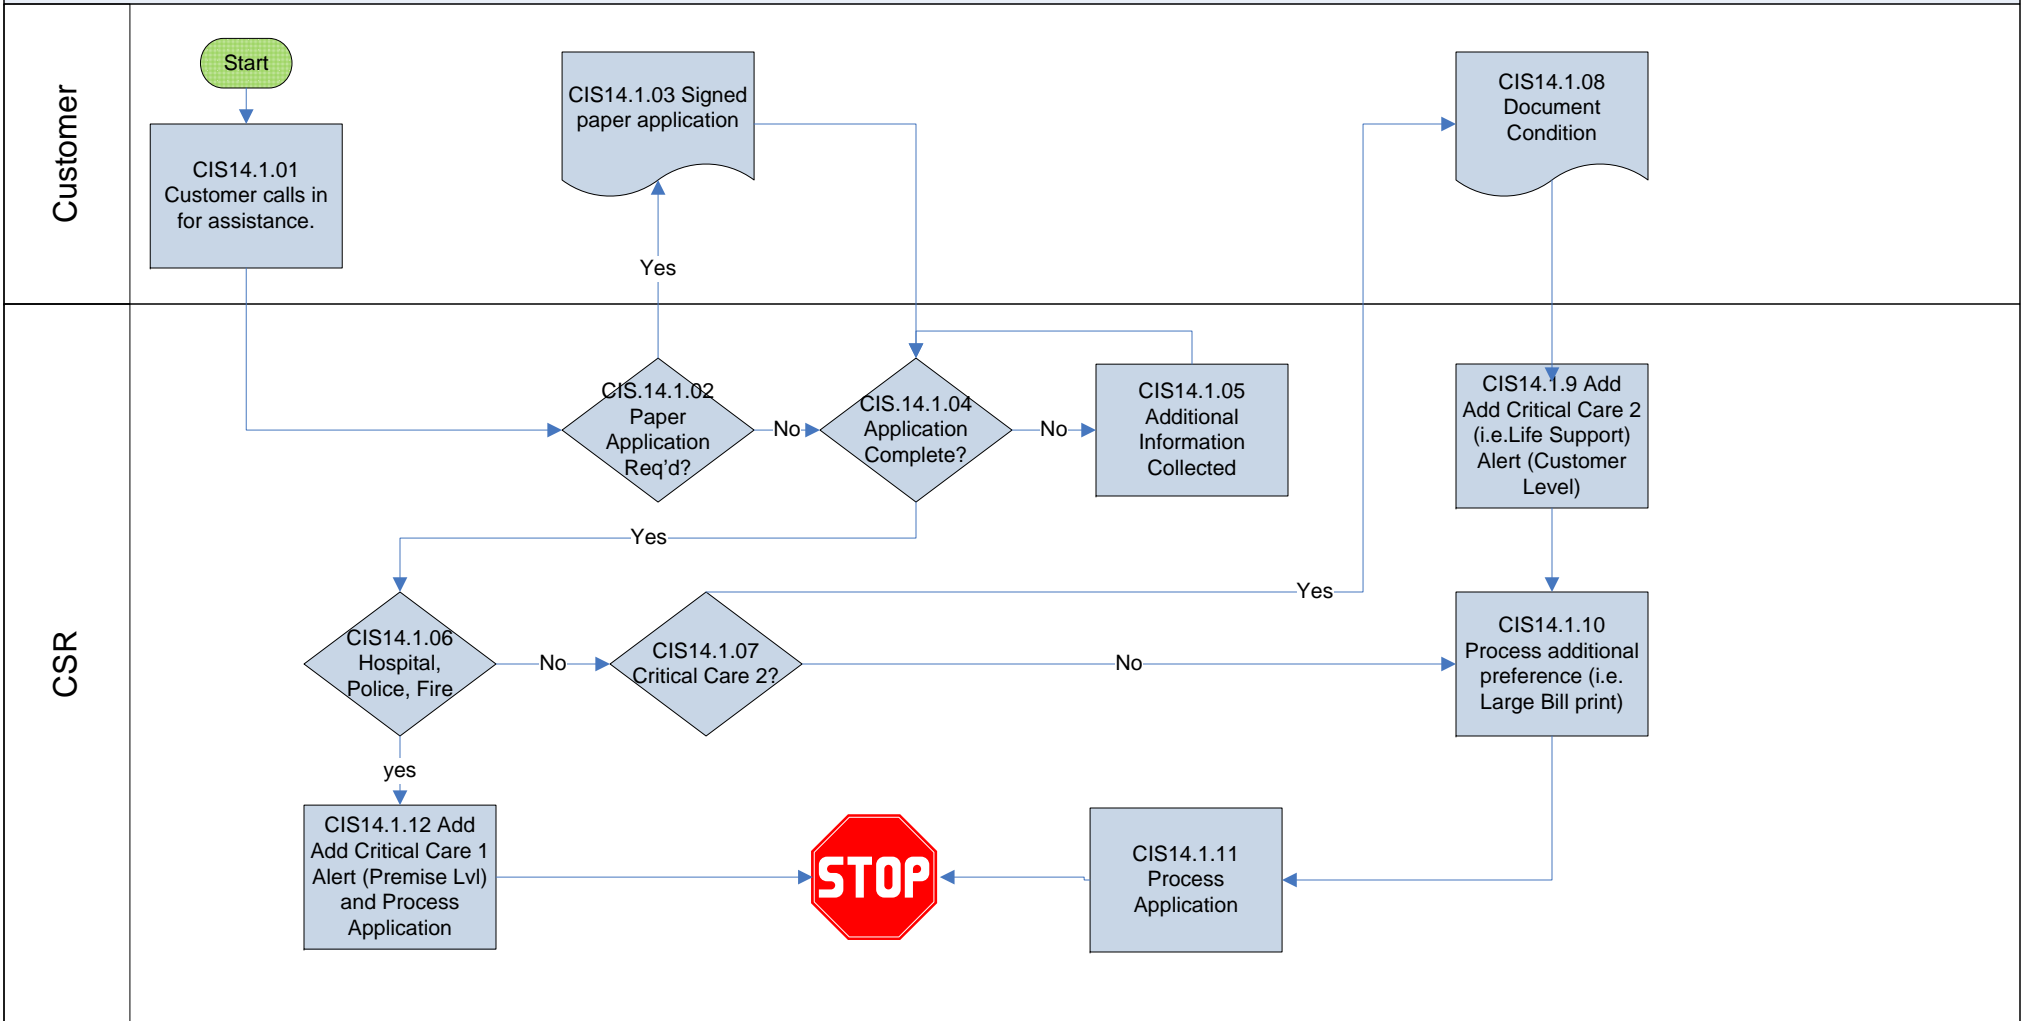 Customer
Start
CIS14.1.01
Customer calls in
for assistance.
CIS14.1.03 Signed
paper application
CIS14.1.08
Document
Condition
Yes
CSR
CIS.14.1.02
Paper
Application
Req'd?
No
CIS.14.1.04
Application
Complete?
No
CIS14.1.05
Additional
Information
Collected
CIS14.1.9 Add
Add Critical Care 2
(i.e.Life Support)
Alert (Customer
Level)
Yes
Yes
CIS14.1.06
Hospital,
Police, Fire
No
CIS14.1.07
Critical Care 2?
No
CIS14.1.10
Process additional
preference (i.e.
Large Bill print)
yes
CIS14.1.12 Add
Add Critical Care 1
Alert (Premise Lvl)
and Process
Application
STOP
CIS14.1.11
Process
Application